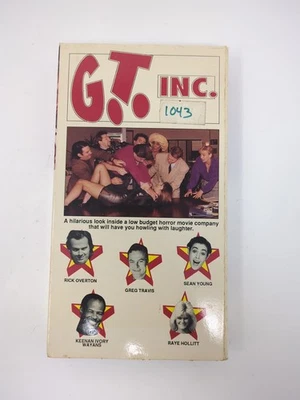 G.T. INC.
1043
A hilarious look inside a low budget horror movie company
that will have you howling with laughter.
RICK OVERTON
GREG TRAVIS
SEAN YOUNG
KEENAN IVORY
WAYANS
RAYE HOLLITT